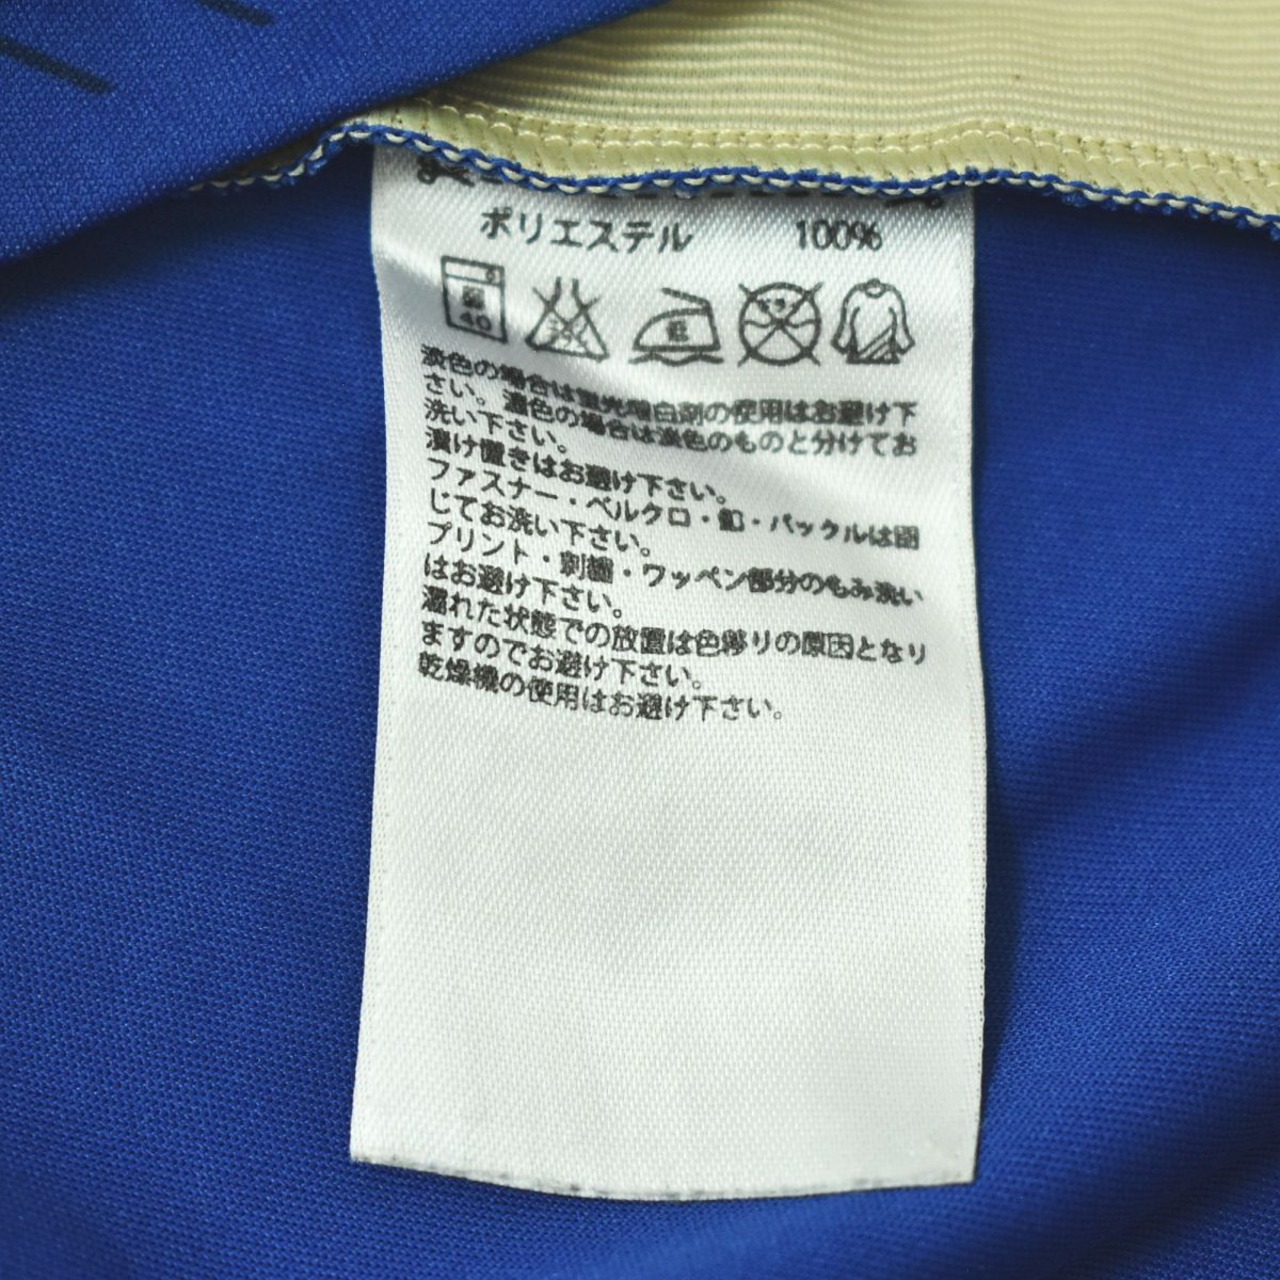 ポリエステル 100%
弱
40
低
ドライ
淡色の場合は蛍光増白剤の使用はお避け下
さい。濃色の場合は淡色のものと分けてお
洗い下さい。
漬け置きはお避け下さい。
ファスナー・ベルクロ・釦・バックルは閉
じてお洗い下さい。
プリント・刺繍・ワッペン部分のもみ洗い
はお避け下さい。
濡れた状態での放置は色移りの原因となり
ますのでお避け下さい。
乾燥機の使用はお避け下さい。